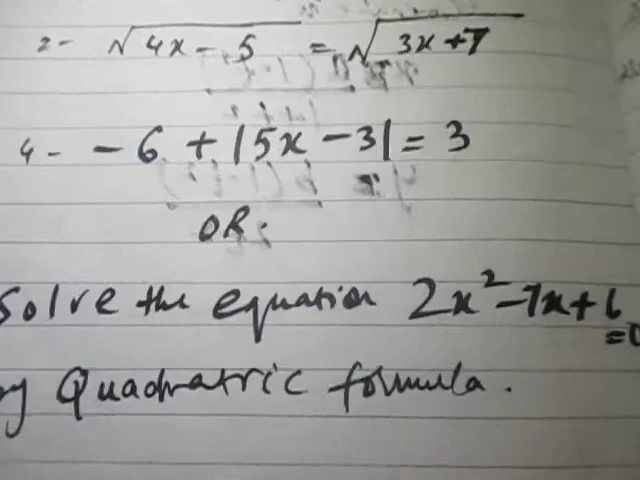 2- √4x - 5 = √3x+7
4- - 6 + |5x - 3| = 3
OR:
Solve the equation 2x²-7x+6
=0
Quadratric formula.